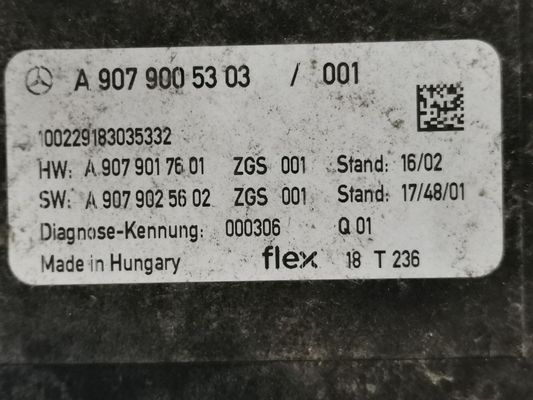 A 907 900 53 03 / 001
100229183035332
HW: A 907 901 76 01 ZGS 001 Stand: 16/02
SW: A 907 902 56 02 ZGS 001 Stand: 17/48/01
Diagnose-Kennung: 000306 Q 01
Made in Hungary flex 18 T 236